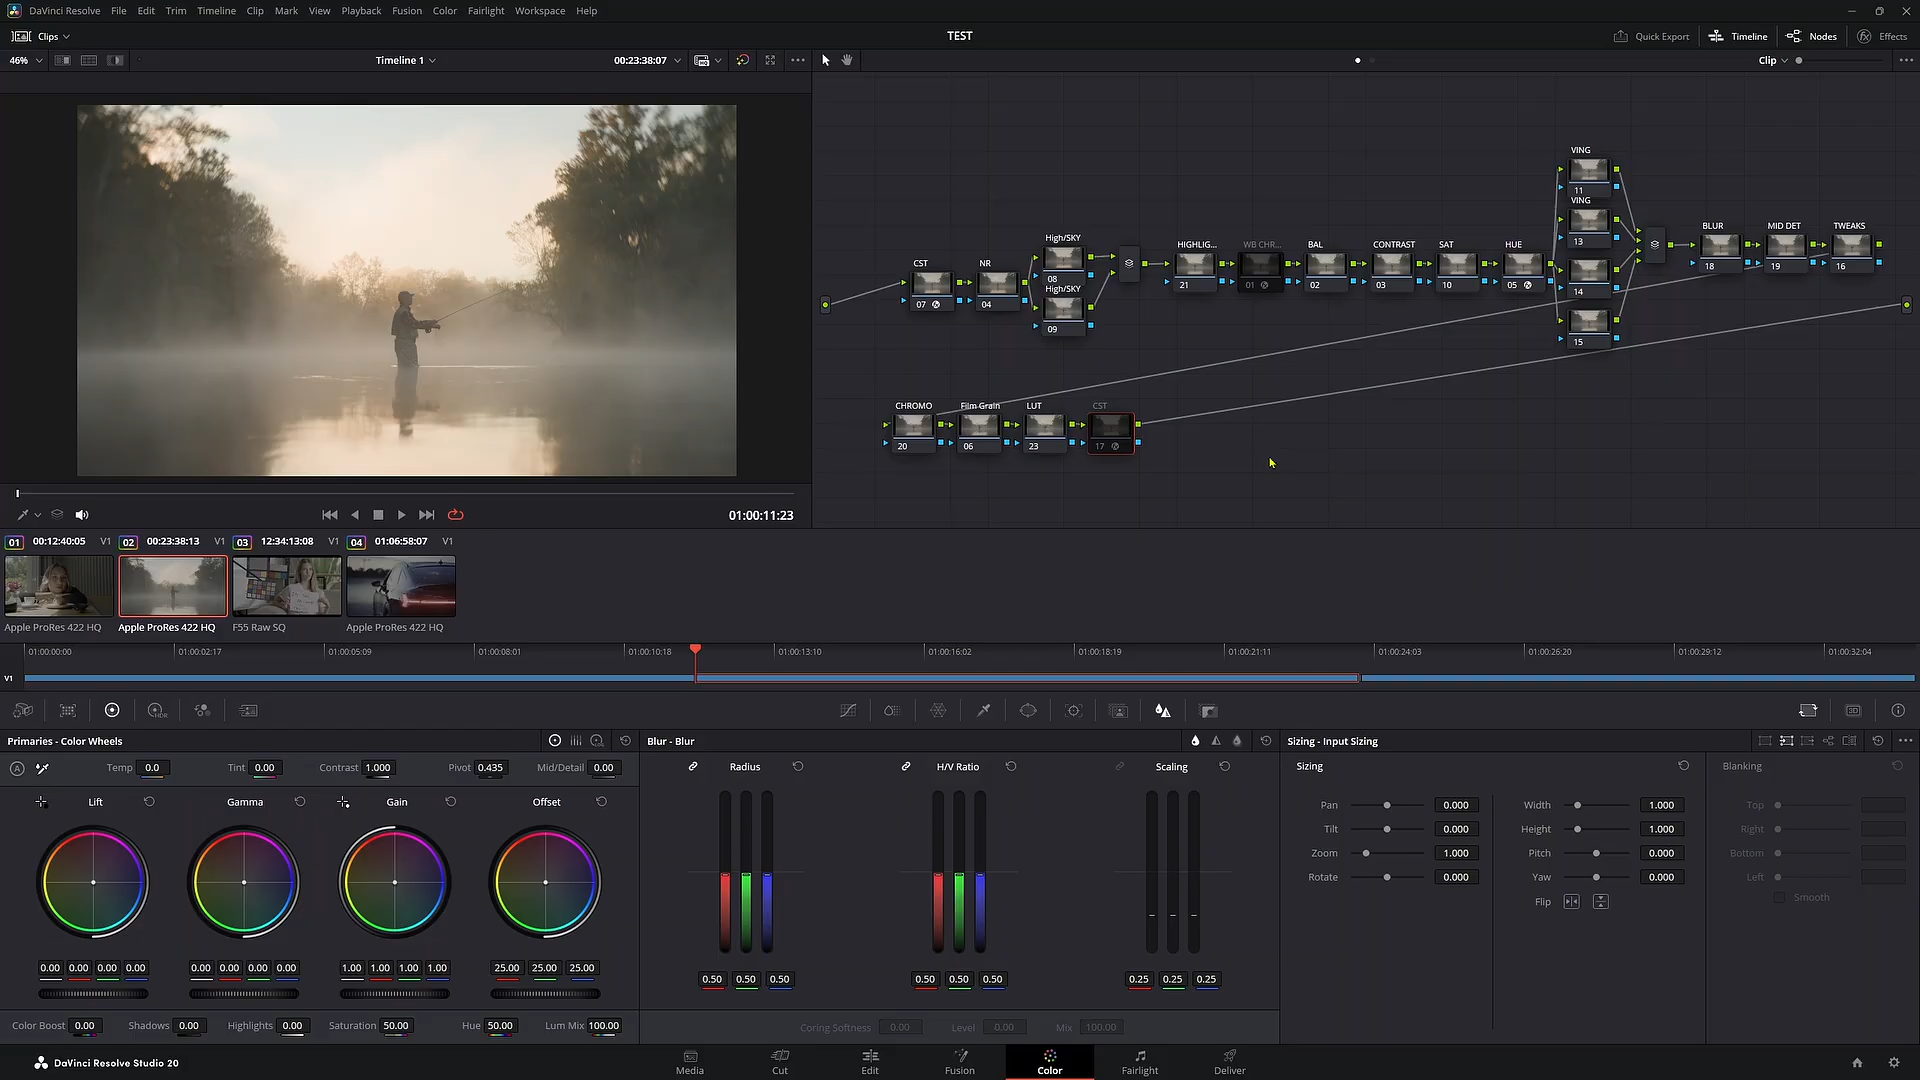 DaVinci Resolve File Edit Trim Timeline Clip Mark View Playback Fusion Color Fairlight Workspace Help
Clips TEST Quick Export Timeline Nodes Effects
46% Timeline 1 00:23:38:07 Clip
VING
11
VING
13
14
15
BLUR MID DET TWEAKS
18 19 16
High/SKY
08
High/SKY
09
HIGHLIG... WB CHR... BAL CONTRAST SAT HUE
21 01 02 03 10 05
CST NR
07 04
CHROMO Film Grain LUT CST
20 06 23 17
01:00:11:23
01 00:12:40:05 V1 02 00:23:38:13 V1 03 12:34:13:08 V1 04 01:06:58:07 V1
Apple ProRes 422 HQ Apple ProRes 422 HQ F55 Raw SQ Apple ProRes 422 HQ
01:00:00:00 01:00:02:17 01:00:05:09 01:00:08:01 01:00:10:18 01:00:13:10 01:00:16:02 01:00:18:19 01:00:21:11 01:00:24:03 01:00:26:20 01:00:29:12 01:00:32:04
V1
HDR 3D
Primaries - Color Wheels Blur - Blur Sizing - Input Sizing
A Temp 0.0 Tint 0.00 Contrast 1.000 Pivot 0.435 Mid/Detail 0.00
Radius H/V Ratio Scaling
Sizing Blanking
Lift Gamma Gain Offset
Pan 0.000 Width 1.000 Top
Tilt 0.000 Height 1.000 Right
Zoom 1.000 Pitch 0.000 Bottom
Rotate 0.000 Yaw 0.000 Left
Flip Smooth
0.00 0.00 0.00 0.00 0.00 0.00 0.00 0.00 1.00 1.00 1.00 1.00 25.00 25.00 25.00
0.50 0.50 0.50 0.50 0.50 0.50 0.25 0.25 0.25
Color Boost 0.00 Shadows 0.00 Highlights 0.00 Saturation 50.00 Hue 50.00 Lum Mix 100.00
Coring Softness 0.00 Level 0.00 Mix 100.00
DaVinci Resolve Studio 20
Media Cut Edit Fusion Color Fairlight Deliver